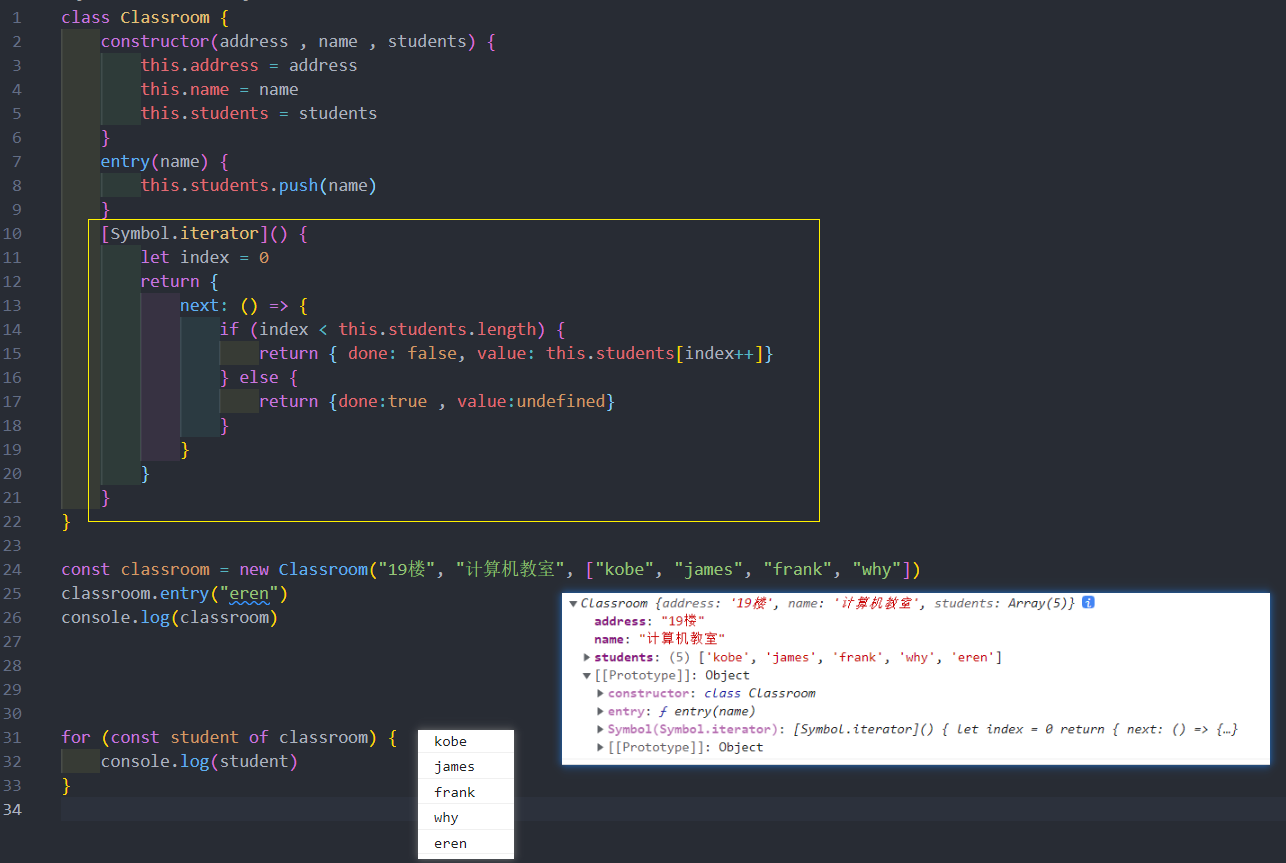 1 class Classroom {
2 constructor(address , name , students) {
3 this.address = address
4 this.name = name
5 this.students = students
6 }
7 entry(name) {
8 this.students.push(name)
9 }
10 [Symbol.iterator]() {
11 let index = 0
12 return {
13 next: () => {
14 if (index < this.students.length) {
15 return { done: false, value: this.students[index++]}
16 } else {
17 return {done:true , value:undefined}
18 }
19 }
20 }
21 }
22 }
23
24 const classroom = new Classroom("19楼", "计算机教室", ["kobe", "james", "frank", "why"])
25 classroom.entry("eren")
26 console.log(classroom)
27
28
29
30
31 for (const student of classroom) {
32 console.log(student)
33 }
34
Classroom {address: '19楼', name: '计算机教室', students: Array(5)} i
address: "19楼"
name: "计算机教室"
students: (5) ['kobe', 'james', 'frank', 'why', 'eren']
[[Prototype]]: Object
constructor: class Classroom
entry: ƒ entry(name)
Symbol(Symbol.iterator): [Symbol.iterator]() { let index = 0 return { next: () => {…}
[[Prototype]]: Object
kobe
james
frank
why
eren